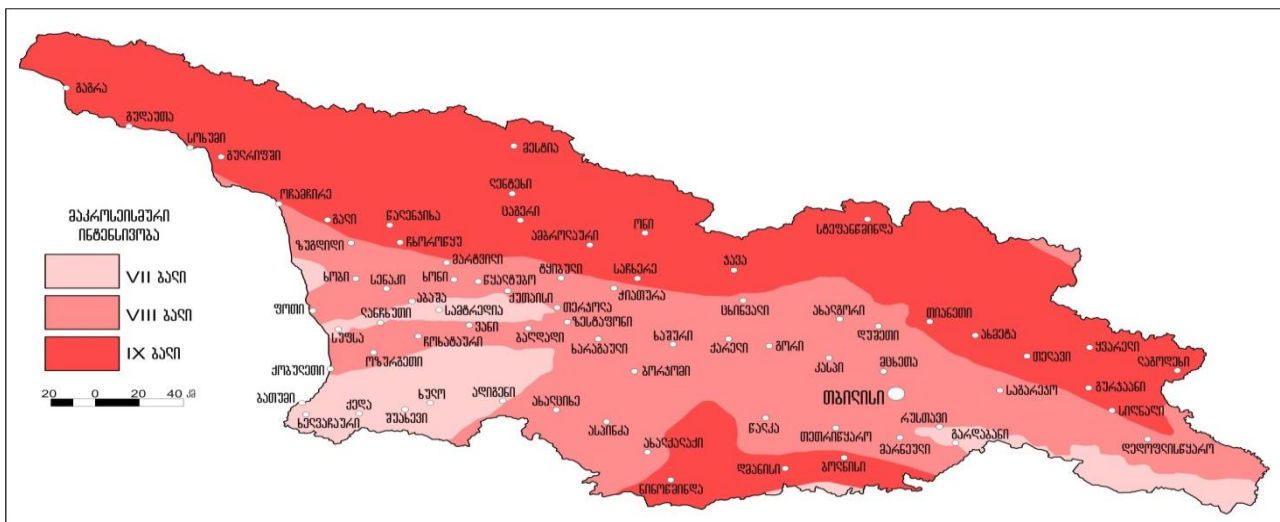 გაგრა
გუდაუთა
სოხუმი
გულრიფში
მესტია
ლენტეხი
ოჩამჩირე
ცაგერი
გალი
წალენჯიხა
ონი
სტეფანწმინდა
მაკროსეისმური
ინტენსივობა
ზუგდიდი
ჩხოროწყუ
ამბროლაური
მარტვილი
ჯავა
VII ბალი
ხობი
სენაკი
ხონი
წყალტუბო
ტყიბული
საჩხერე
ქუთაისი
ჭიათურა
VIII ბალი
აბაშა
ფოთი
ლანჩხუთი
სამტრედია
თერჯოლა
ცხინვალი
ახალგორი
თიანეთი
ზესტაფონი
დუშეთი
სუფსა
ვანი
ახმეტა
IX ბალი
ჩოხატაური
ბაღდადი
ხარაგაული
ხაშური
ქარელი
გორი
ყვარელი
ოზურგეთი
კასპი
მცხეთა
თელავი
ლაგოდეხი
ქობულეთი
ბორჯომი
20 0 20 40 კმ
ბათუმი
ხულო
ადიგენი
თბილისი
საგარეჯო
გურჯაანი
ქედა
შუახევი
ახალციხე
სიღნაღი
ხელვაჩაური
ასპინძა
წალკა
რუსთავი
თეთრიწყარო
გარდაბანი
ახალქალაქი
მარნეული
დედოფლისწყარო
დმანისი
ბოლნისი
ნინოწმინდა